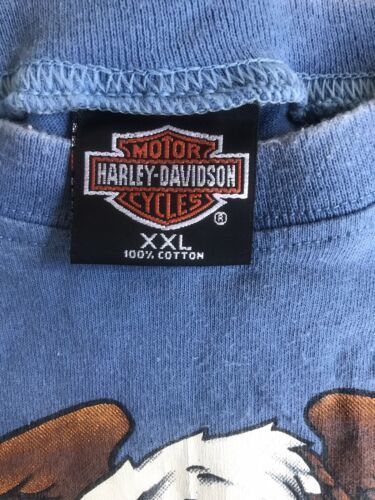 MOTOR
HARLEY-DAVIDSON
CYCLES
®
XXL
100% COTTON